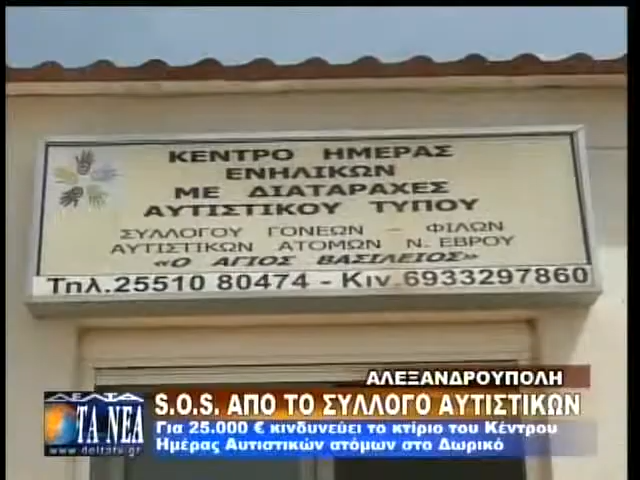 ΚΕΝΤΡΟ ΗΜΕΡΑΣ
ΕΝΗΛΙΚΩΝ
ΜΕ ΔΙΑΤΑΡΑΧΕΣ
ΑΥΤΙΣΤΙΚΟΥ ΤΥΠΟΥ
ΣΥΛΛΟΓΟΥ ΓΟΝΕΩΝ – ΦΙΛΩΝ
ΑΥΤΙΣΤΙΚΩΝ ΑΤΟΜΩΝ Ν. ΕΒΡΟΥ
«Ο ΑΓΙΟΣ ΒΑΣΙΛΕΙΟΣ»
Τηλ.25510 80474 - Κιν.6933297860
ΑΛΕΞΑΝΔΡΟΥΠΟΛΗ
ΔΕΛΤΑ
ΤΑ ΝΕΑ
www.deltatv.gr
S.O.S. ΑΠΟ ΤΟ ΣΥΛΛΟΓΟ ΑΥΤΙΣΤΙΚΩΝ
Για 25.000 € κινδυνεύει το κτίριο του Κέντρου
Ημέρας Αυτιστικών ατόμων στο Δωρικό